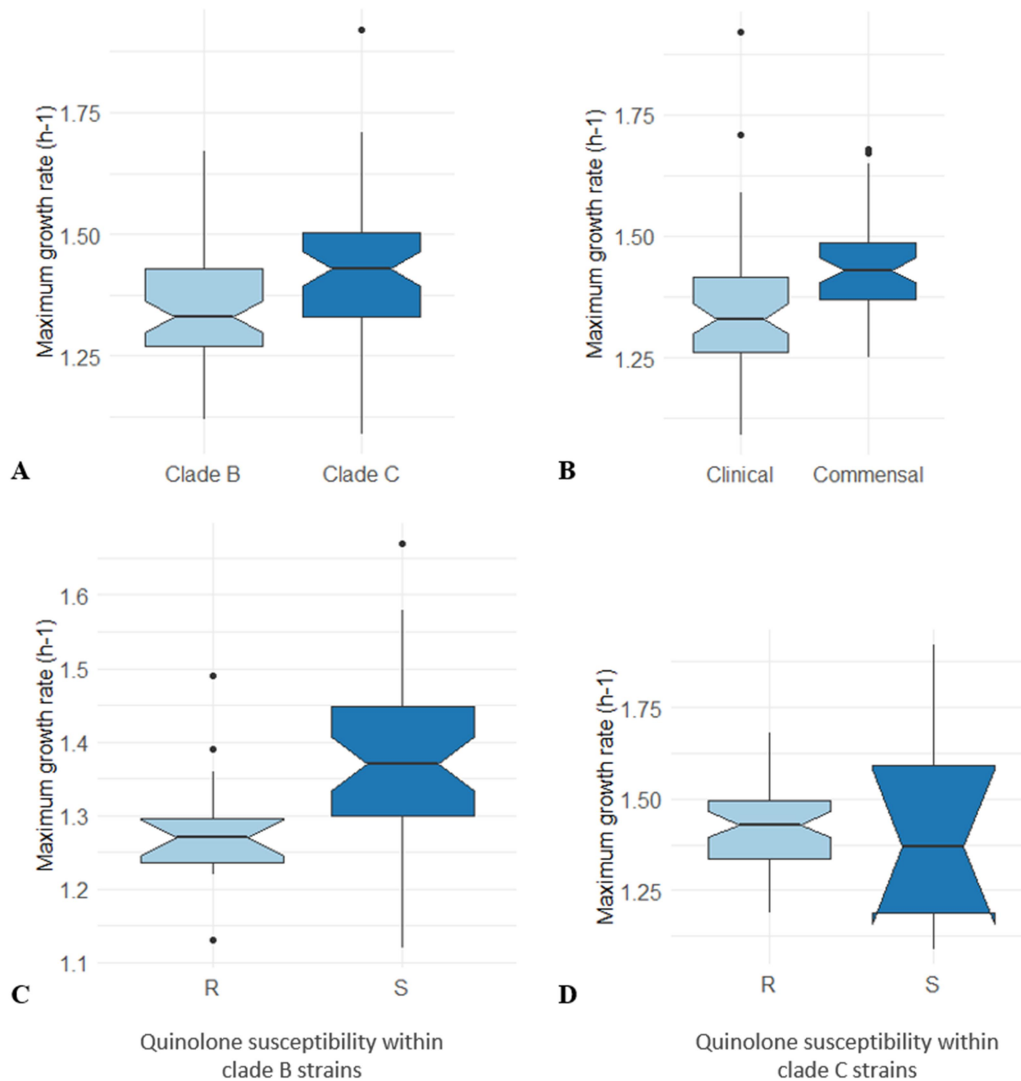 Maximum growth rate (h-1)
1.75
1.50
1.25
Clade B
Clade C
A
Maximum growth rate (h-1)
1.75
1.50
1.25
Clinical
Commensal
B
Maximum growth rate (h-1)
1.6
1.5
1.4
1.3
1.2
1.1
R
S
C
Quinolone susceptibility within
clade B strains
Maximum growth rate (h-1)
1.75
1.50
1.25
R
S
D
Quinolone susceptibility within
clade C strains